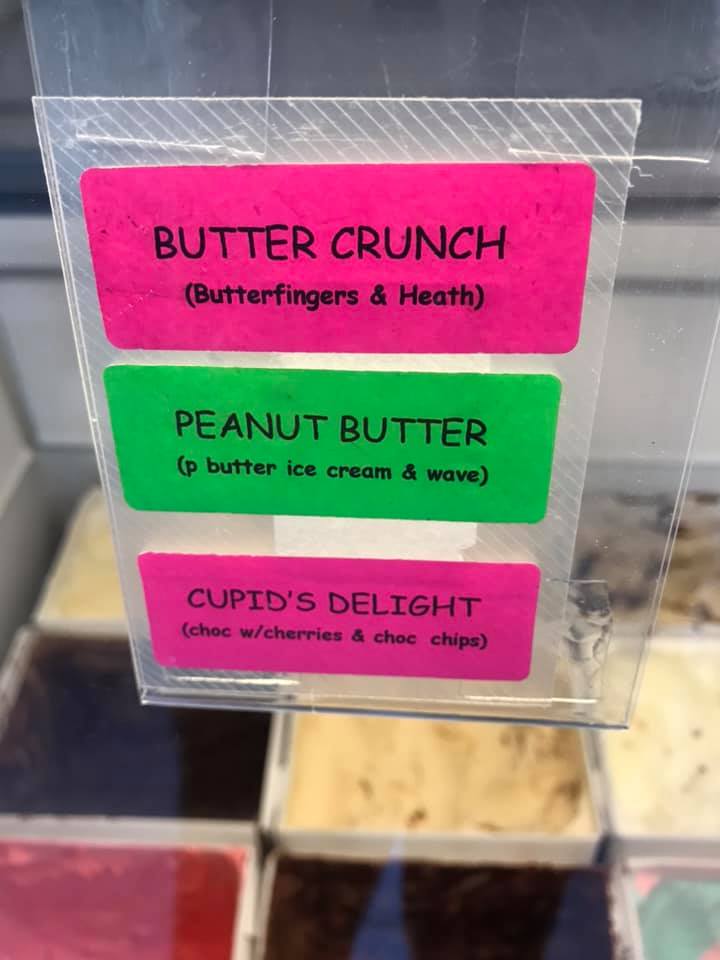 BUTTER CRUNCH
(Butterfingers & Heath)
PEANUT BUTTER
(p butter ice cream & wave)
CUPID'S DELIGHT
(choc w/cherries & choc chips)